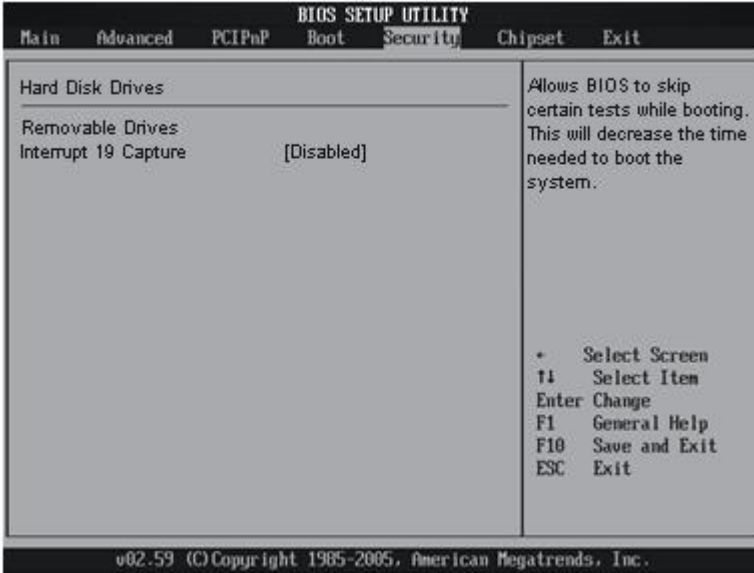 BIOS SETUP UTILITY
Main Advanced PCIPnP Boot Security Chipset Exit
Hard Disk Drives
Removable Drives
Interrupt 19 Capture [Disabled]
Allows BIOS to skip
certain tests while booting.
This will decrease the time
needed to boot the
system.
← Select Screen
↑↓ Select Item
Enter Change
F1 General Help
F10 Save and Exit
ESC Exit
v02.59 (C)Copyright 1985-2005, American Megatrends, Inc.